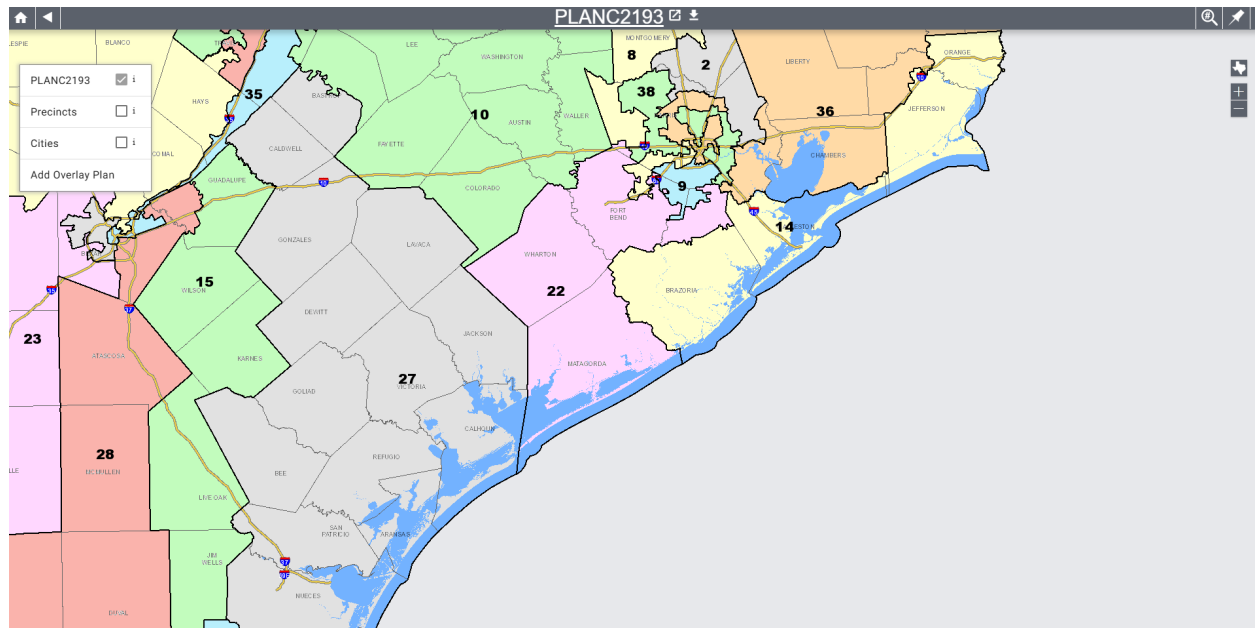 PLANC2193
PLANC2193 i
Precincts i
Cities i
Add Overlay Plan
BLANCO
LEE
WASHINGTON
MONTGOMERY
8
2
LIBERTY
ORANGE
HAYS
35
10
AUSTIN
WALLER
38
36
JEFFERSON
CALDWELL
FAYETTE
CHAMBERS
GUADALUPE
COLORADO
9
FORT
BEND
14
GONZALES
LAVACA
WHARTON
15
WILSON
22
BRAZORIA
DEWITT
23
JACKSON
ATASCOSA
KARNES
MATAGORDA
27
VICTORIA
GOLIAD
CALHOUN
28
MCMULLEN
BEE
REFUGIO
LIVE OAK
SAN
PATRICIO
ARANSAS
JIM
WELLS
37
NUECES
DUVAL